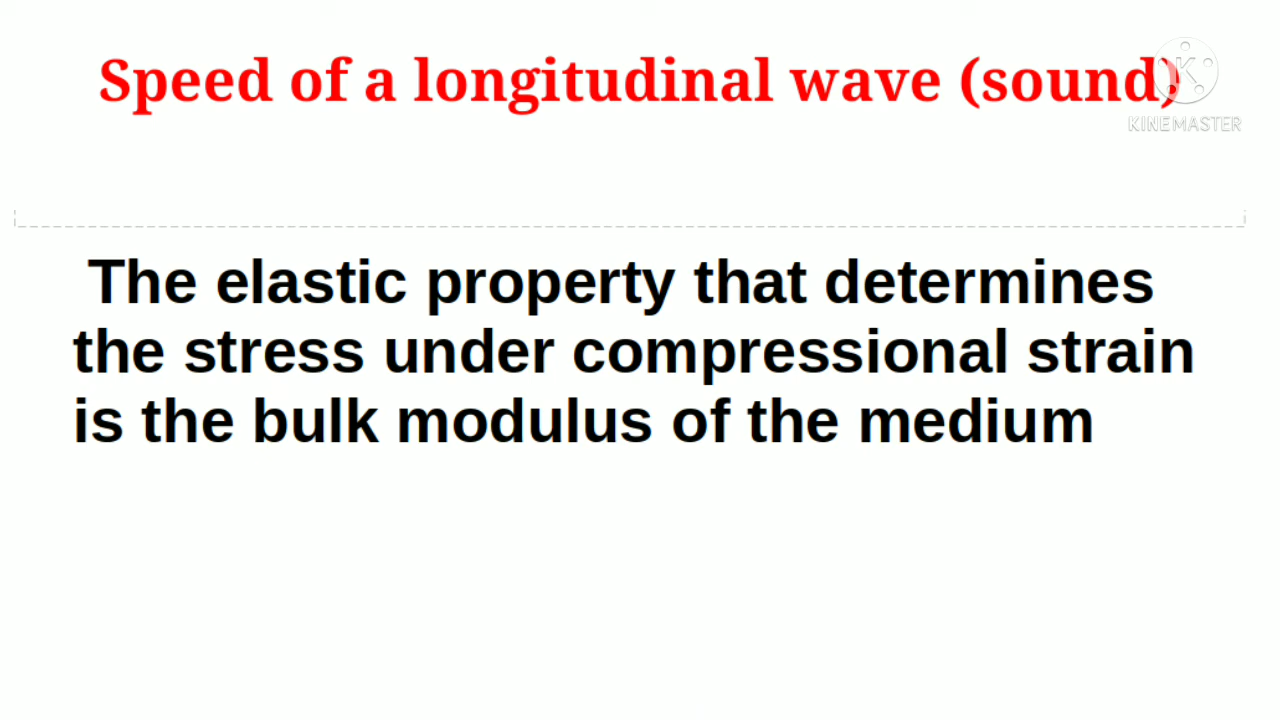 Speed of a longitudinal wave (sound)
K
KINEMASTER
The elastic property that determines
the stress under compressional strain
is the bulk modulus of the medium